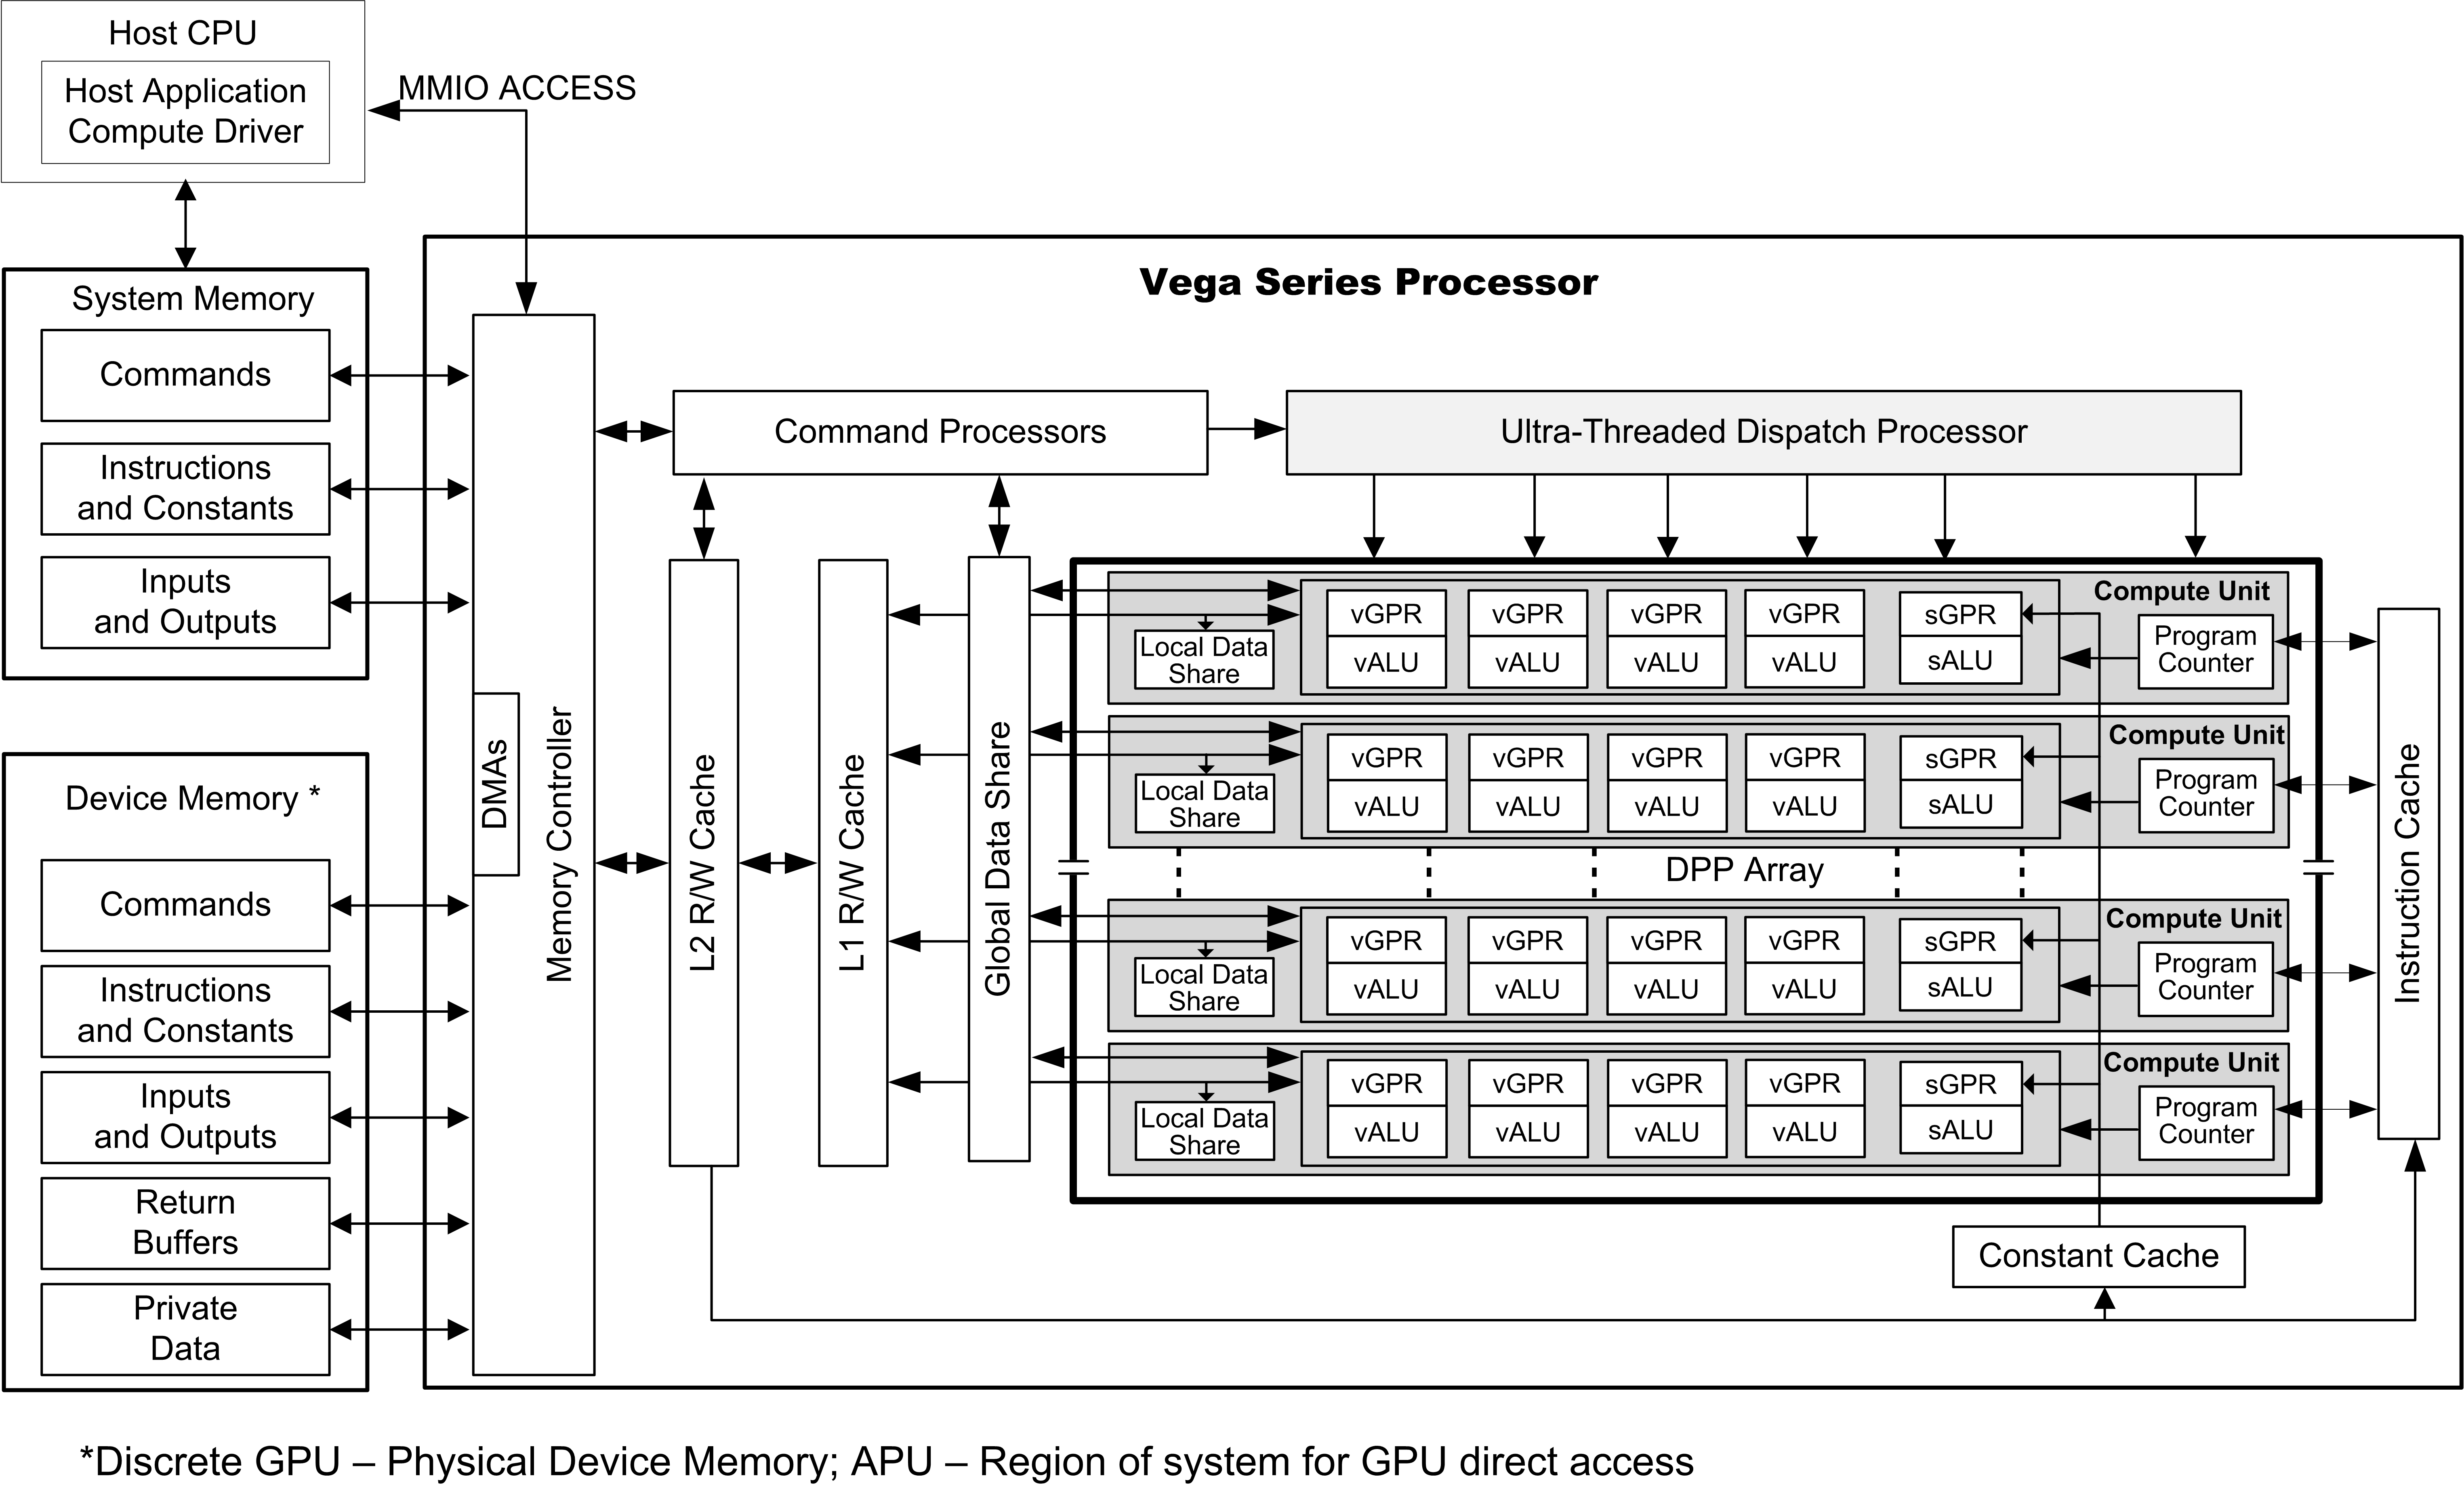 Host CPU
Host Application
Compute Driver
MMIO ACCESS
System Memory
Commands
Instructions
and Constants
Inputs
and Outputs
Device Memory *
Commands
Instructions
and Constants
Inputs
and Outputs
Return
Buffers
Private
Data
Vega Series Processor
DMAs
Memory Controller
Command Processors
Ultra-Threaded Dispatch Processor
L2 R/W Cache
L1 R/W Cache
Global Data Share
Compute Unit
Local Data
Share
vGPR vGPR vGPR vGPR sGPR
vALU vALU vALU vALU sALU
Program
Counter
Compute Unit
Local Data
Share
vGPR vGPR vGPR vGPR sGPR
vALU vALU vALU vALU sALU
Program
Counter
DPP Array
Compute Unit
Local Data
Share
vGPR vGPR vGPR vGPR sGPR
vALU vALU vALU vALU sALU
Program
Counter
Compute Unit
Local Data
Share
vGPR vGPR vGPR vGPR sGPR
vALU vALU vALU vALU sALU
Program
Counter
Instruction Cache
Constant Cache
*Discrete GPU – Physical Device Memory; APU – Region of system for GPU direct access